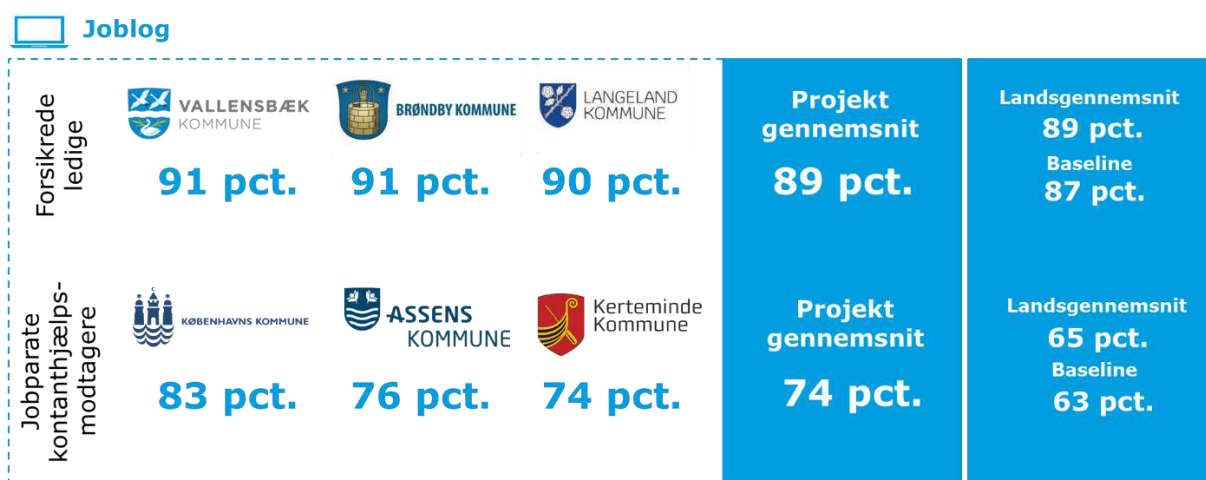 Joblog
Forsikrede
ledige
VALLENSBÆK
KOMMUNE
91 pct.
BRØNDBY KOMMUNE
91 pct.
LANGELAND
KOMMUNE
90 pct.
Projekt
gennemsnit
89 pct.
Landsgennemsnit
89 pct.
Baseline
87 pct.
Jobparate
kontanthjælps-
modtagere
KØBENHAVNS KOMMUNE
83 pct.
ASSENS
KOMMUNE
76 pct.
Kerteminde
Kommune
74 pct.
Projekt
gennemsnit
74 pct.
Landsgennemsnit
65 pct.
Baseline
63 pct.